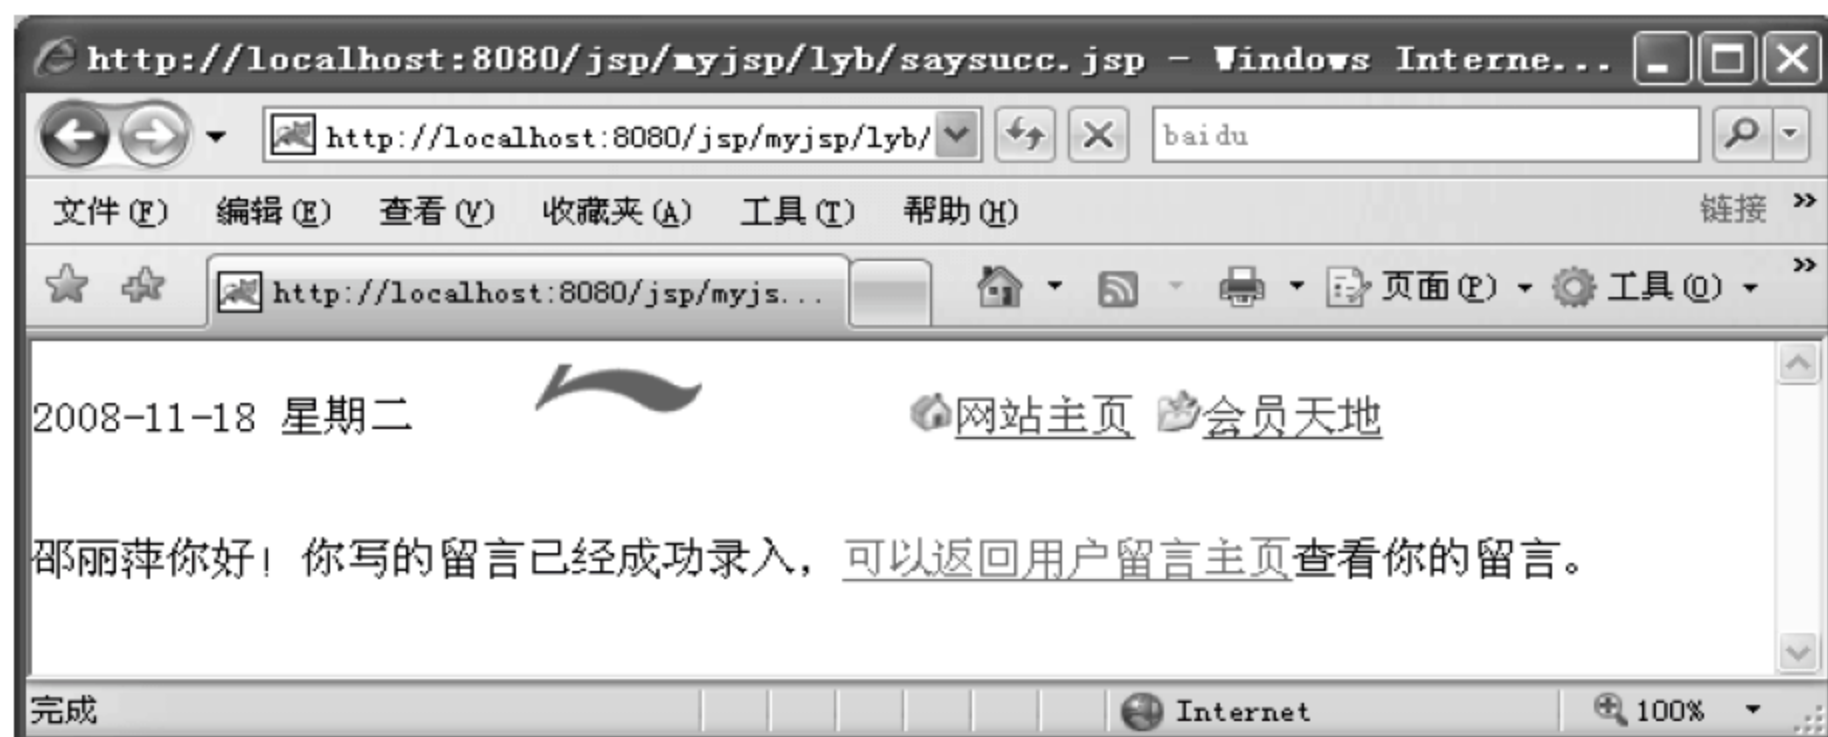 http://localhost:8080/jsp/myjsp/lyb/saysucc.jsp - Windows Interne...
http://localhost:8080/jsp/myjsp/lyb/ baidu
文件(F) 编辑(E) 查看(V) 收藏夹(A) 工具(T) 帮助(H) 链接 »
http://localhost:8080/jsp/myjs... 页面(P) 工具(O) »
2008-11-18 星期二 网站主页 会员天地
邵丽萍你好！你写的留言已经成功录入，可以返回用户留言主页查看你的留言。
完成 Internet 100%